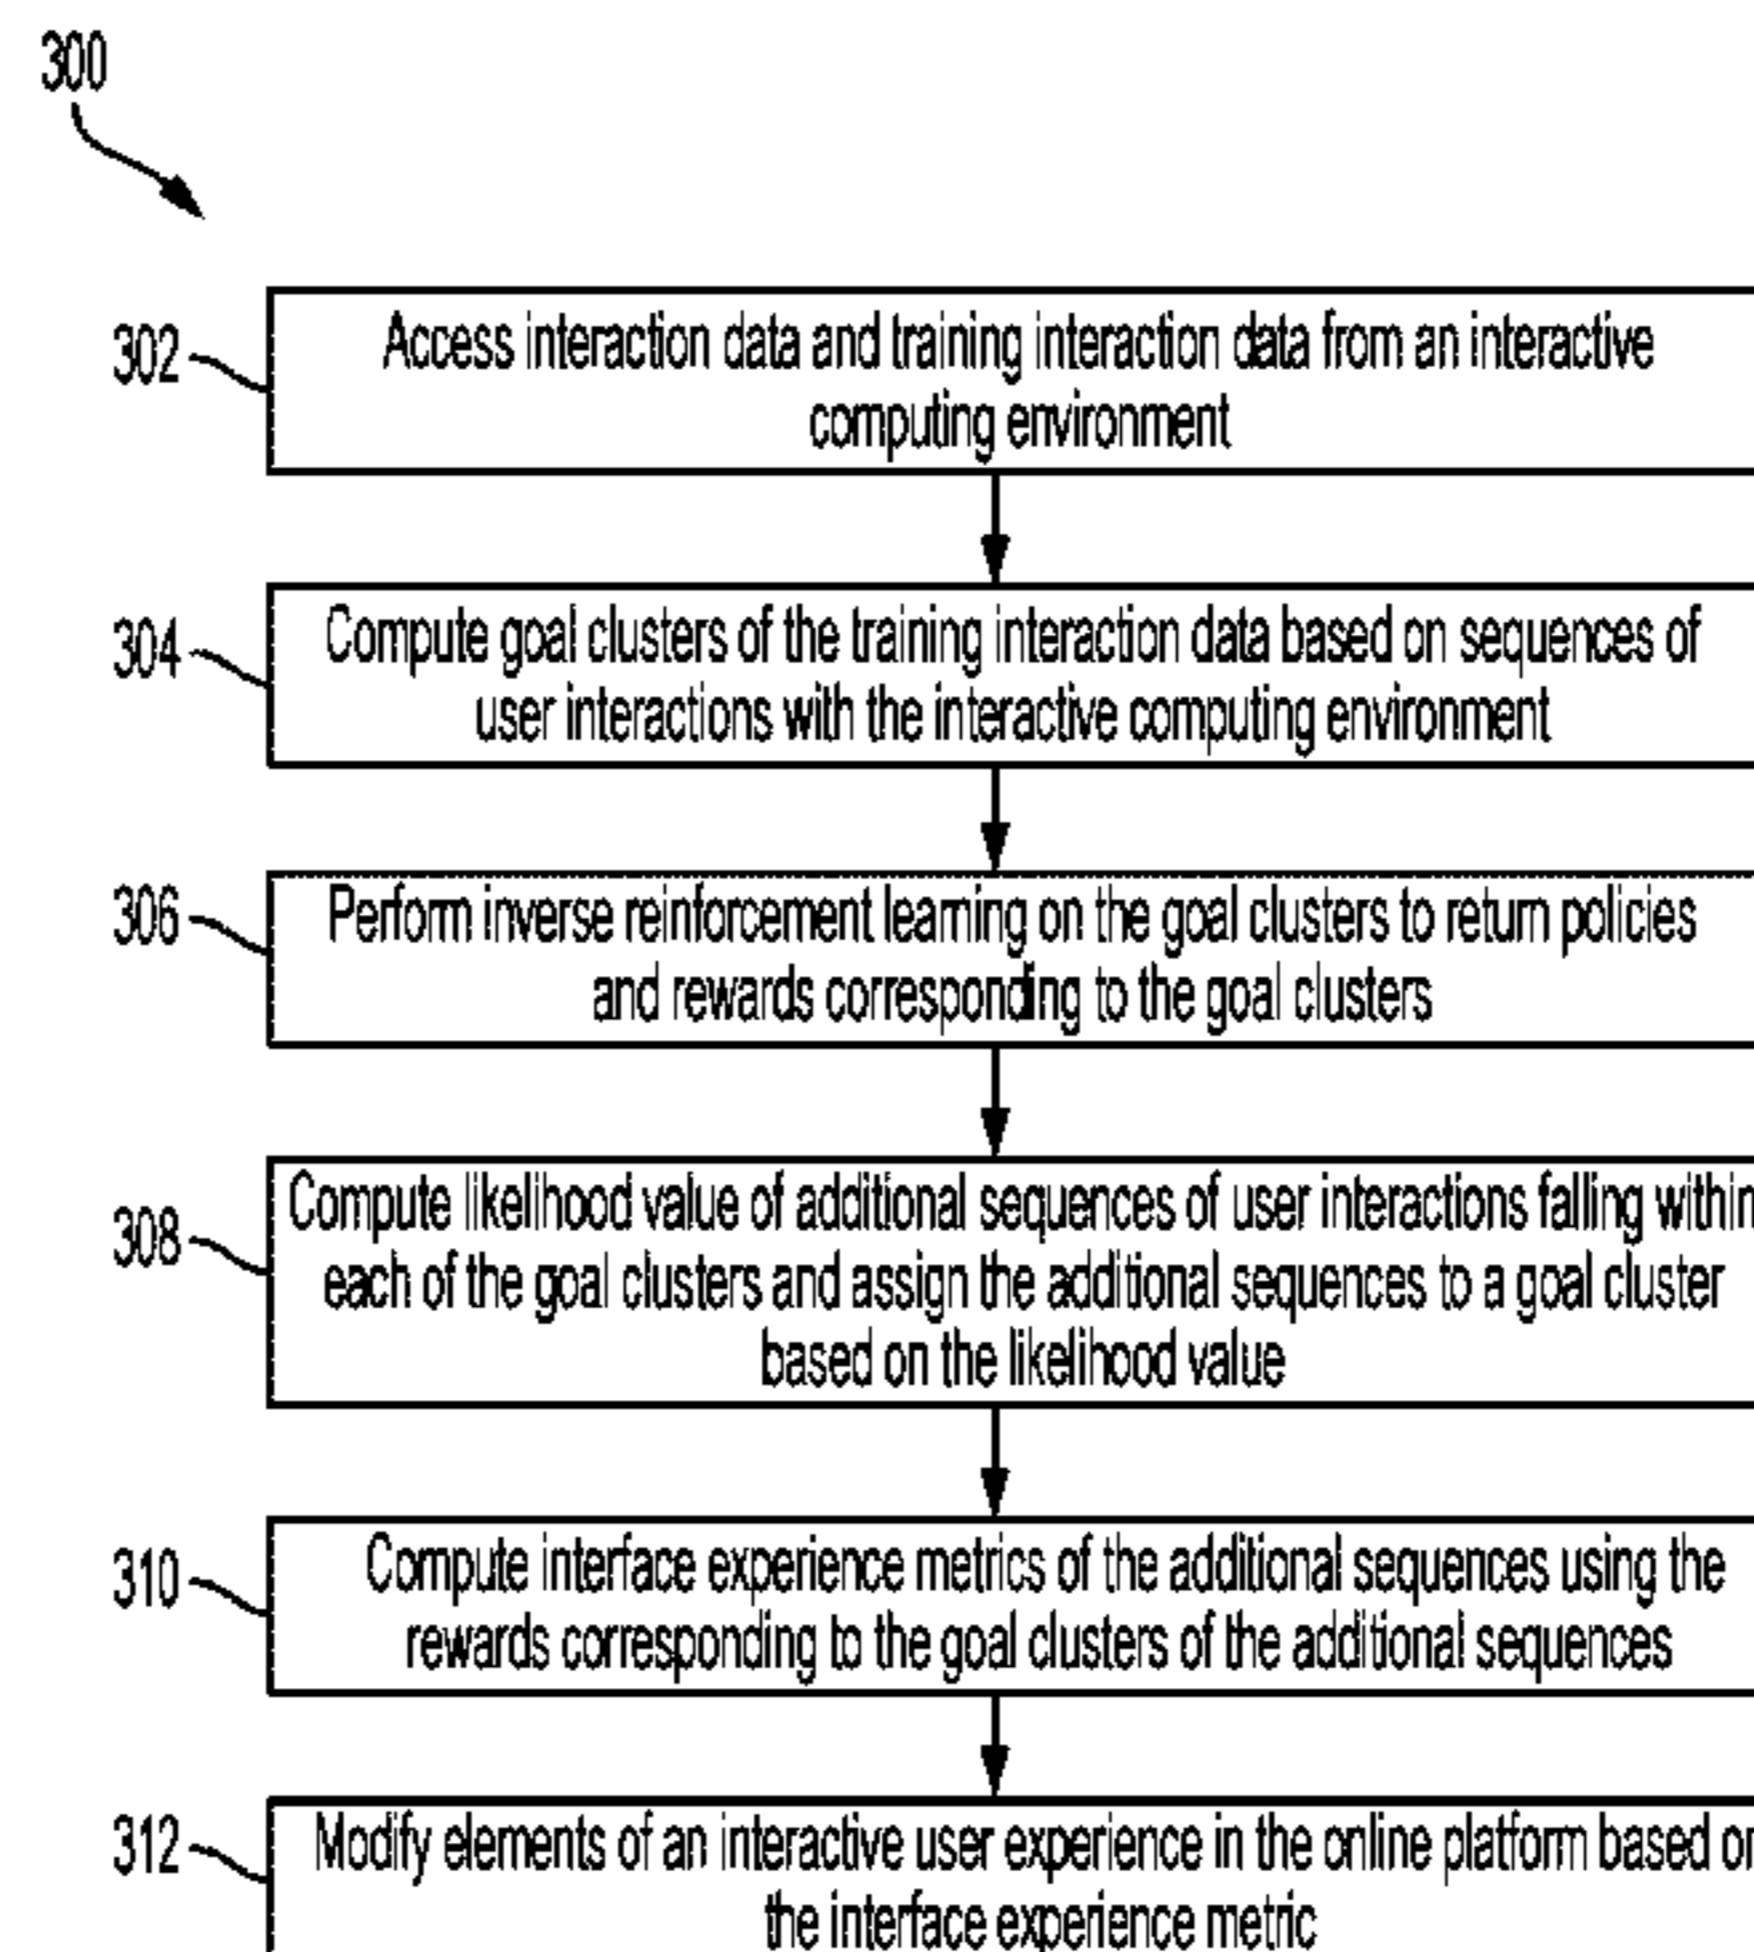 300
302
Access interaction data and training interaction data from an interactive
computing environment
304
Compute goal clusters of the training interaction data based on sequences of
user interactions with the interactive computing environment
306
Perform inverse reinforcement learning on the goal clusters to return policies
and rewards corresponding to the goal clusters
308
Compute likelihood value of additional sequences of user interactions falling within
each of the goal clusters and assign the additional sequences to a goal cluster
based on the likelihood value
310
Compute interface experience metrics of the additional sequences using the
rewards corresponding to the goal clusters of the additional sequences
312
Modify elements of an interactive user experience in the online platform based on
the interface experience metric